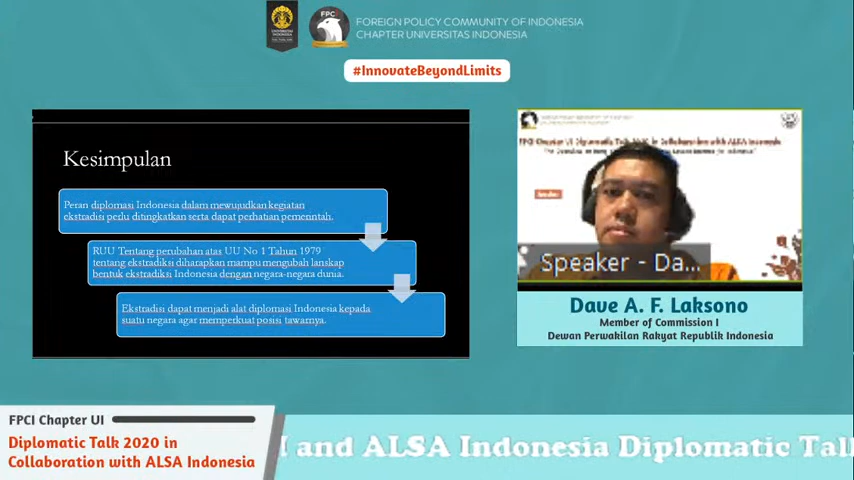 FPC
FOREIGN POLICY COMMUNITY OF INDONESIA
CHAPTER UNIVERSITAS INDONESIA
#InnovateBeyondLimits
Kesimpulan
Peran diplomasi Indonesia dalam mewujudkan kegiatan
ekstradisi perlu ditingkatkan serta dapat perhatian pemerintah.
RUU Tentang perubahan atas UU No 1 Tahun 1979
tentang ekstradiksi diharapkan mampu mengubah lanskap
bentuk ekstradiksi Indonesia dengan negara-negara dunia.
Ekstradisi dapat menjadi alat diplomasi Indonesia kepada
suatu negara agar memperkuat posisi tawarnya.
Speaker - Da...
Dave A. F. Laksono
Member of Commission I
Dewan Perwakilan Rakyat Republik Indonesia
FPCI Chapter UI
Diplomatic Talk 2020 in
Collaboration with ALSA Indonesia
and ALSA Indonesia Diplomatic Tal